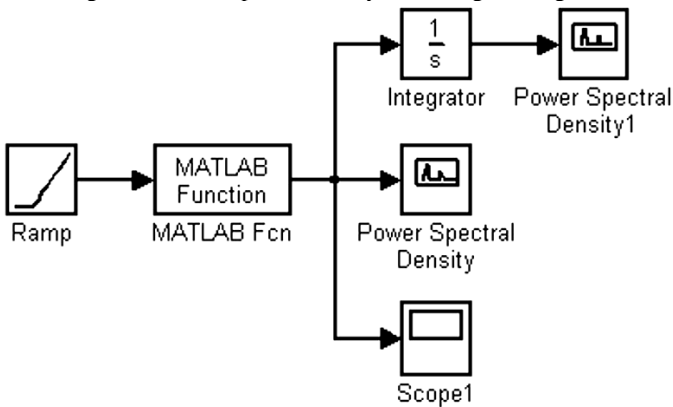 1
s
Integrator
Power Spectral
Density1
MATLAB
Function
Ramp
MATLAB Fcn
Power Spectral
Density
Scope1